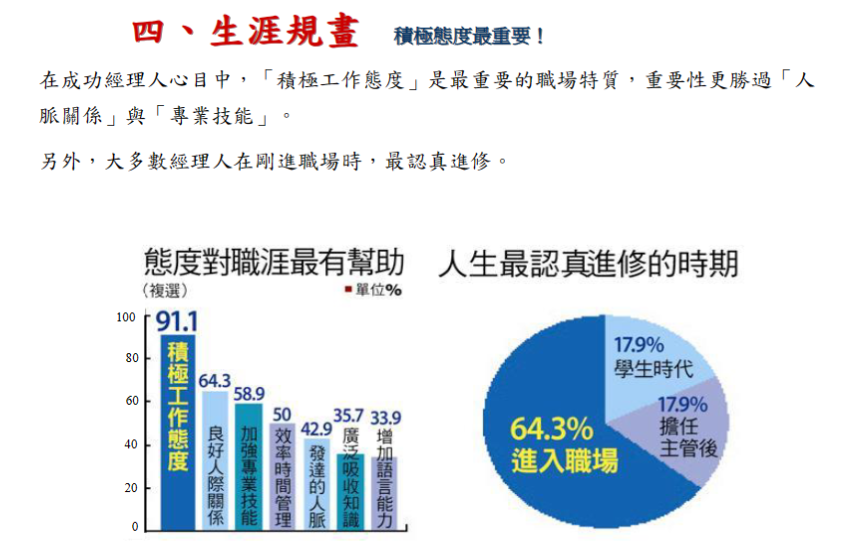 四、生涯規畫 積極態度最重要！
在成功經理人心目中，「積極工作態度」是最重要的職場特質，重要性更勝過「人
脈關係」與「專業技能」。
另外，大多數經理人在剛進職場時，最認真進修。
態度對職涯最有幫助
（複選）
■單位%
100
80
60
40
20
0
91.1
積極工作態度
64.3
良好人際關係
58.9
加強專業技能
50
效率時間管理
42.9
發達的人脈
35.7
廣泛吸收知識
33.9
增加語言能力
人生最認真進修的時期
17.9%
學生時代
17.9%
擔任
主管後
64.3%
進入職場